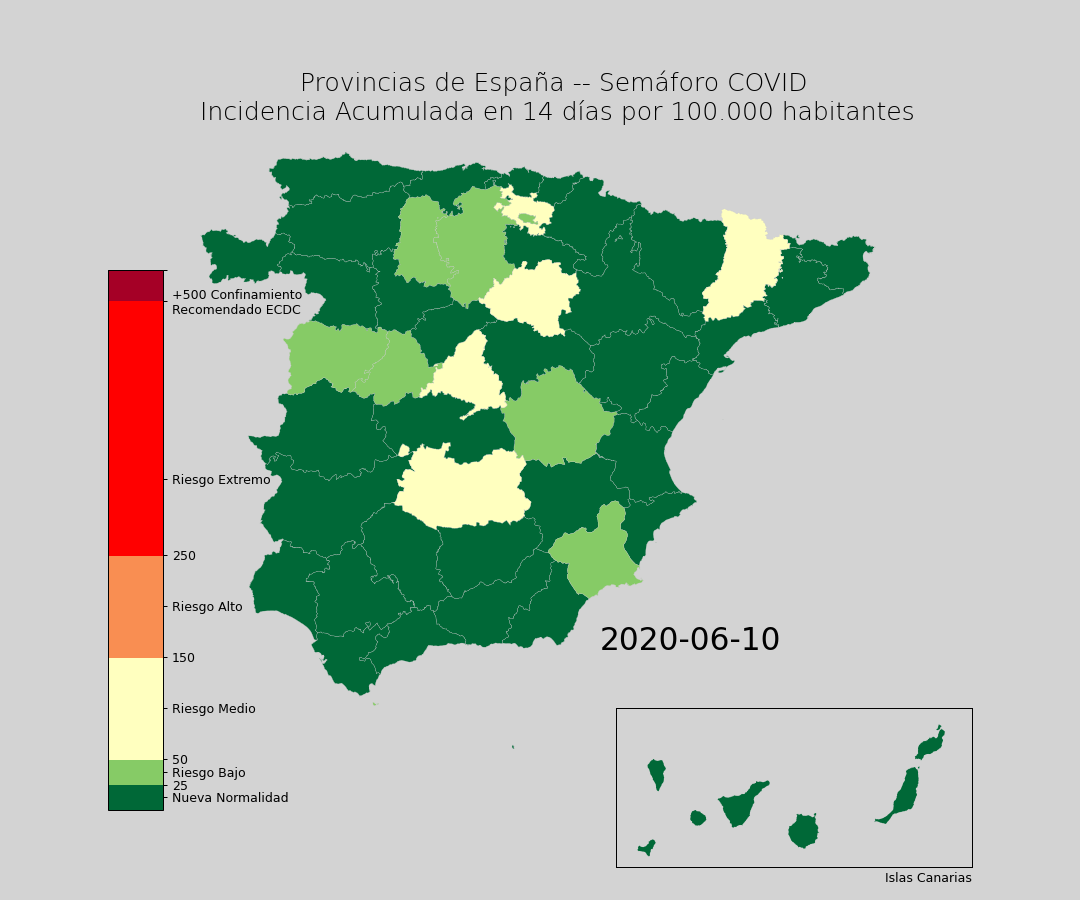 Provincias de España -- Semáforo COVID
Incidencia Acumulada en 14 días por 100.000 habitantes
+500 Confinamiento
Recomendado ECDC
Riesgo Extremo
250
Riesgo Alto
150
Riesgo Medio
50
Riesgo Bajo
25
Nueva Normalidad
2020-06-10
Islas Canarias